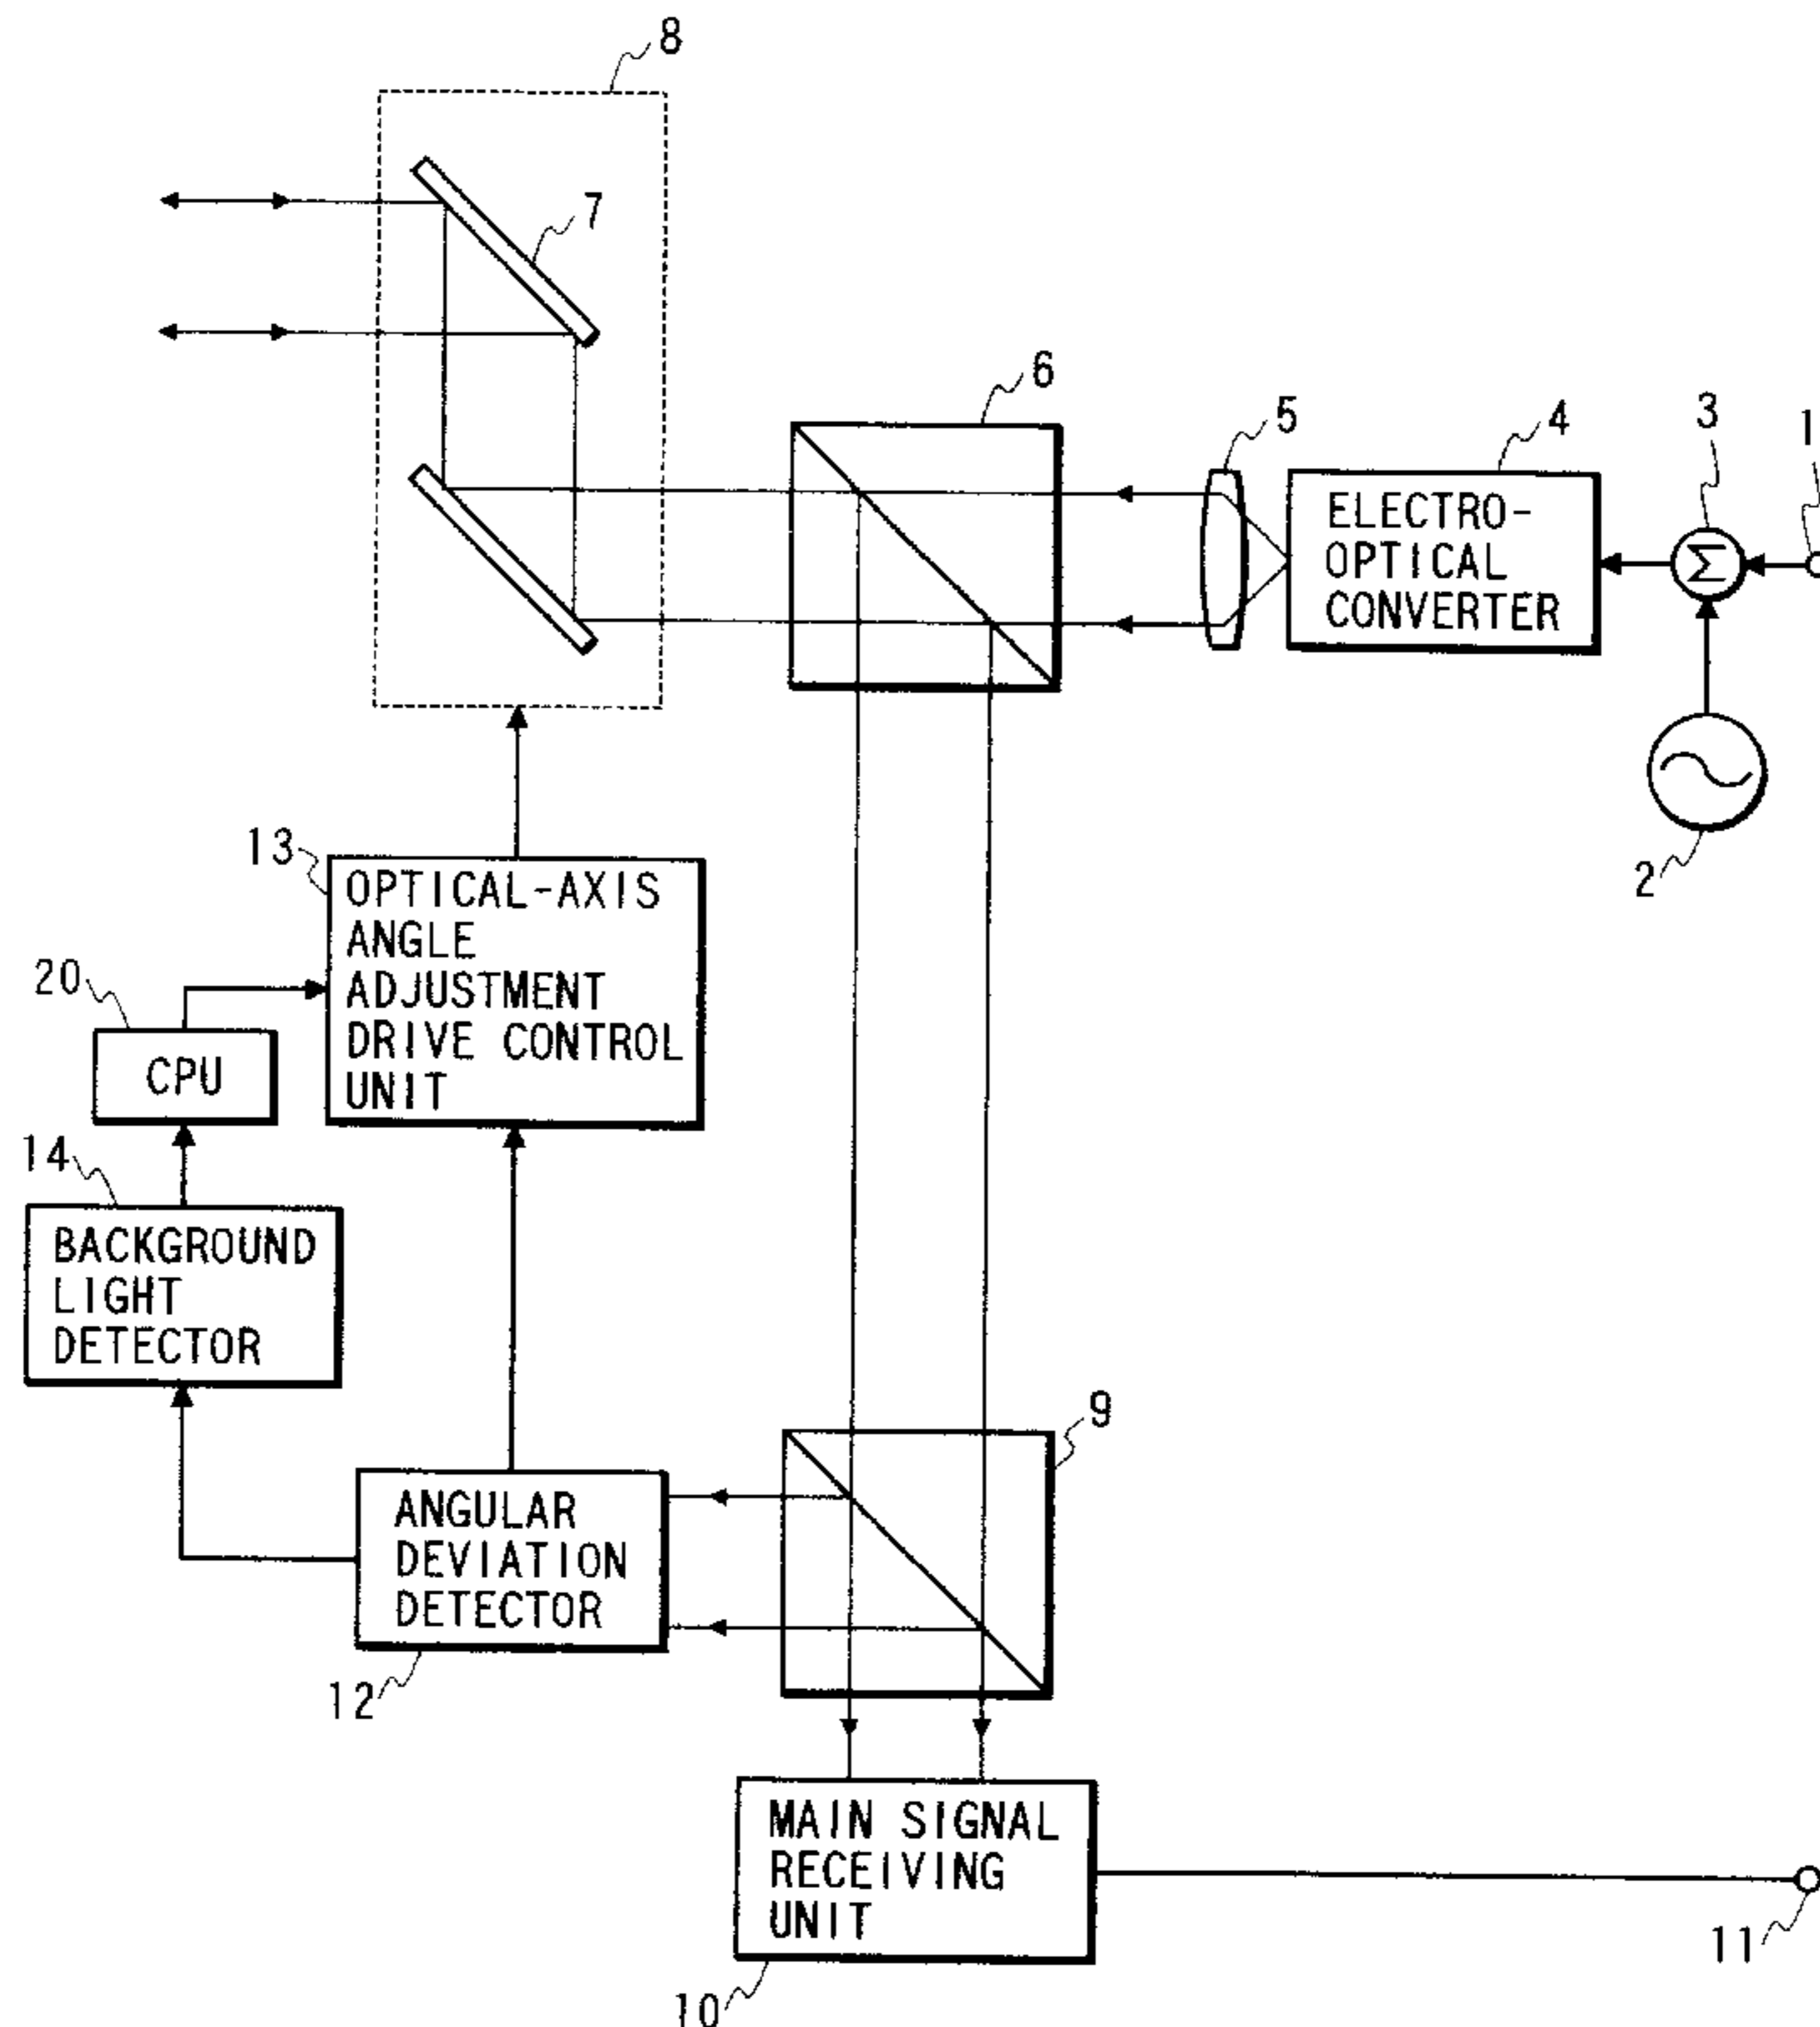 8
7
6
5
4
3
1
ELECTRO-
OPTICAL
CONVERTER
Σ
2
13
OPTICAL-AXIS
ANGLE
ADJUSTMENT
DRIVE CONTROL
UNIT
20
CPU
14
BACKGROUND
LIGHT
DETECTOR
9
ANGULAR
DEVIATION
DETECTOR
12
MAIN SIGNAL
RECEIVING
UNIT
11
10